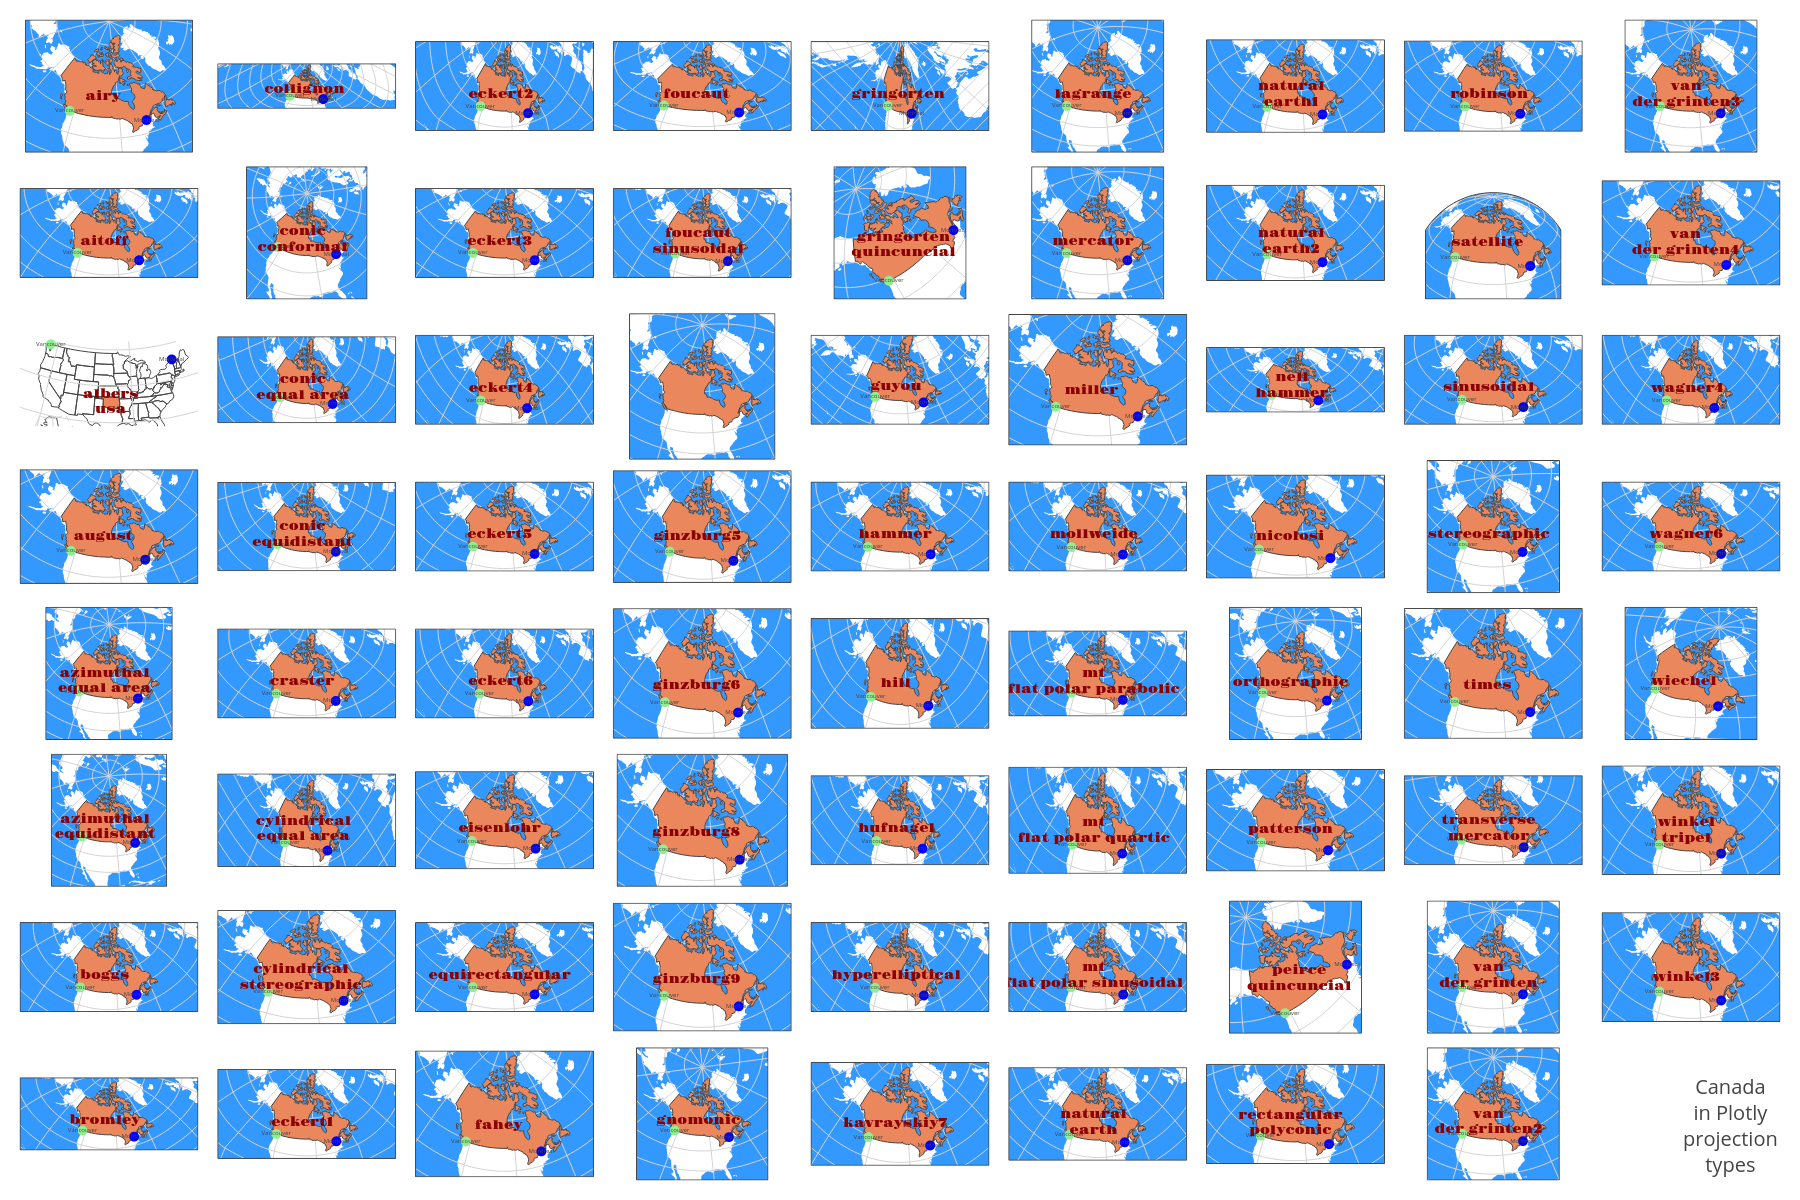 airy
collignon
eckert2
foucaut
gringorten
lagrange
natural
earth1
robinson
van
der grinten3
aitoff
conic
conformal
eckert3
foucaut
sinusoidal
gringorten
quincuncial
mercator
natural
earth2
satellite
van
der grinten4
Vancouver
albers
usa
conic
equal area
eckert4
guyou
miller
nell
hammer
sinusoidal
wagner4
august
conic
equidistant
eckert5
ginzburg5
hammer
mollweide
nicolosi
stereographic
wagner6
azimuthal
equal area
craster
eckert6
ginzburg6
hill
mt
flat polar parabolic
orthographic
times
wiechel
azimuthal
equidistant
cylindrical
equal area
eisenlohr
ginzburg8
hufnagel
mt
flat polar quartic
patterson
transverse
mercator
winkel
tripel
boggs
cylindrical
stereographic
equirectangular
ginzburg9
hyperelliptical
mt
flat polar sinusoidal
peirce
quincuncial
van
der grinten
winkel3
bromley
eckert1
fahey
gnomonic
kavrayskiy7
natural
earth
rectangular
polyconic
van
der grinten2
Canada
in Plotly
projection
types